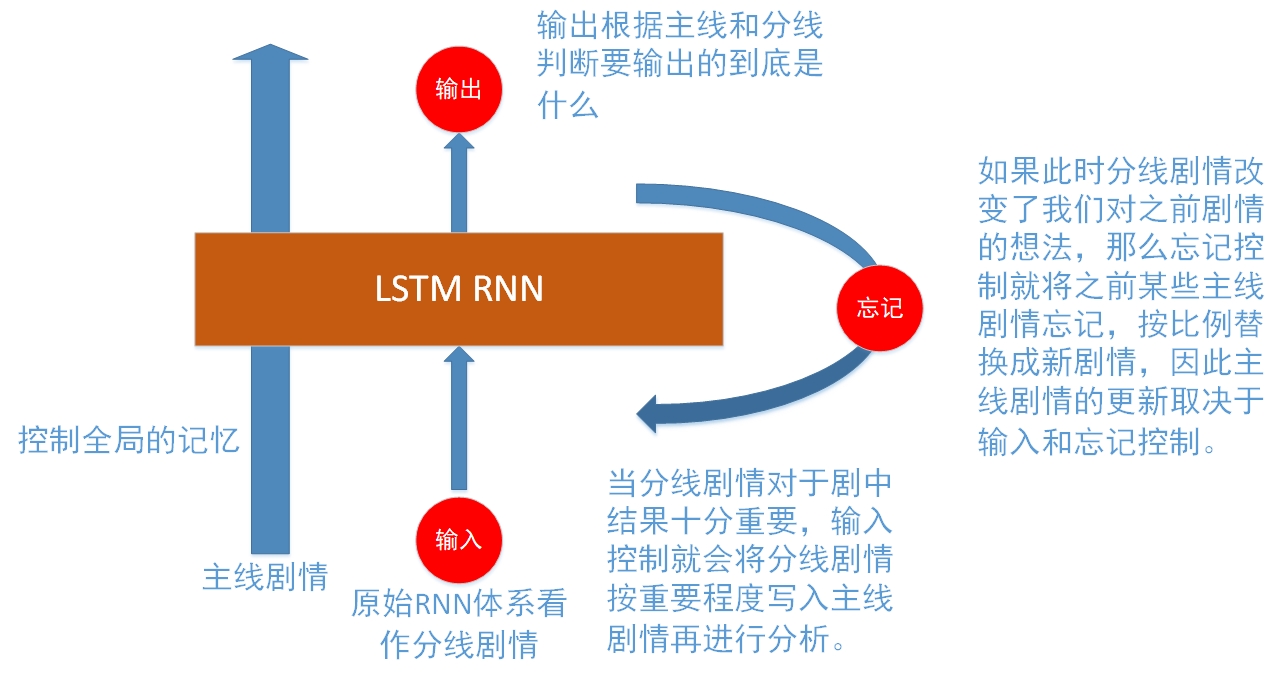 输出根据主线和分线
判断要输出的到底是
什么
输出
如果此时分线剧情改
变了我们对之前剧情
的想法，那么忘记控
制就将之前某些主线
剧情忘记，按比例替
换成新剧情，因此主
线剧情的更新取决于
输入和忘记控制。
LSTM RNN
忘记
控制全局的记忆
主线剧情
输入
原始RNN体系看
作分线剧情
当分线剧情对于剧中
结果十分重要，输入
控制就会将分线剧情
按重要程度写入主线
剧情再进行分析。